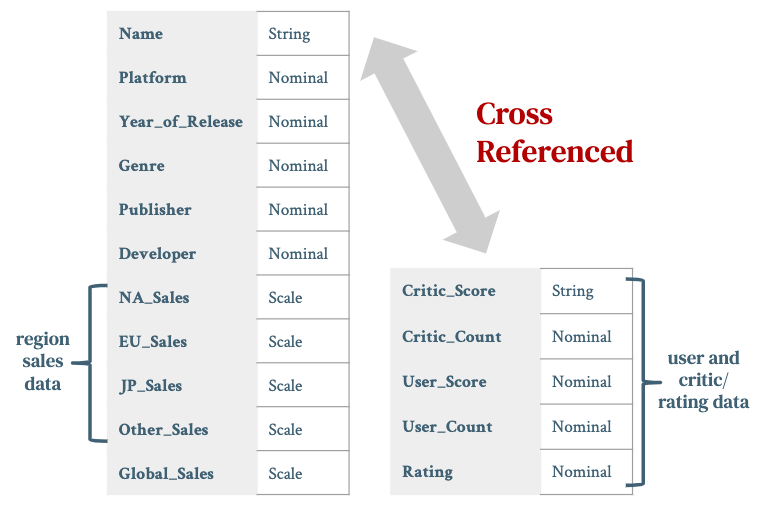 Name String
Platform Nominal
Year_of_Release Nominal
Genre Nominal
Publisher Nominal
Developer Nominal
NA_Sales Scale
EU_Sales Scale
JP_Sales Scale
Other_Sales Scale
Global_Sales Scale
region
sales
data
Cross
Referenced
Critic_Score String
Critic_Count Nominal
User_Score Nominal
User_Count Nominal
Rating Nominal
user and
critic/
rating data